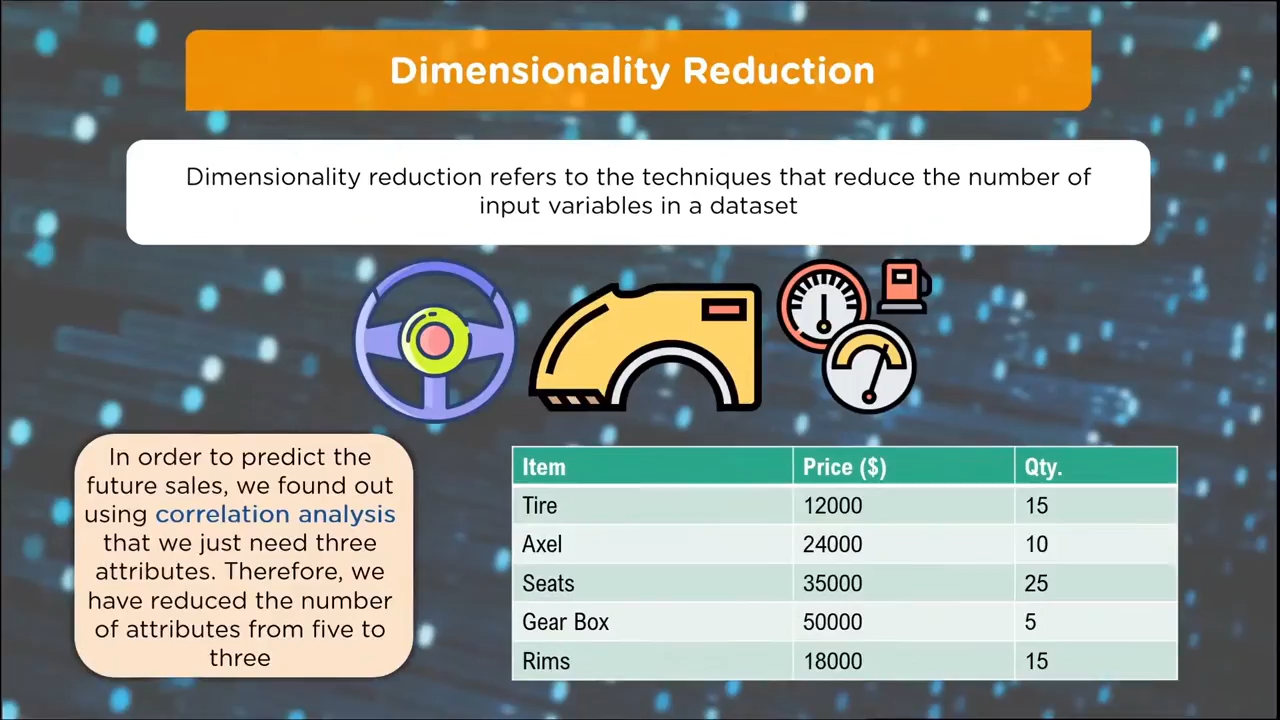 Dimensionality Reduction
Dimensionality reduction refers to the techniques that reduce the number of
input variables in a dataset
In order to predict the
future sales, we found out
using correlation analysis
that we just need three
attributes. Therefore, we
have reduced the number
of attributes from five to
three
Item Price ($) Qty.
Tire 12000 15
Axel 24000 10
Seats 35000 25
Gear Box 50000 5
Rims 18000 15